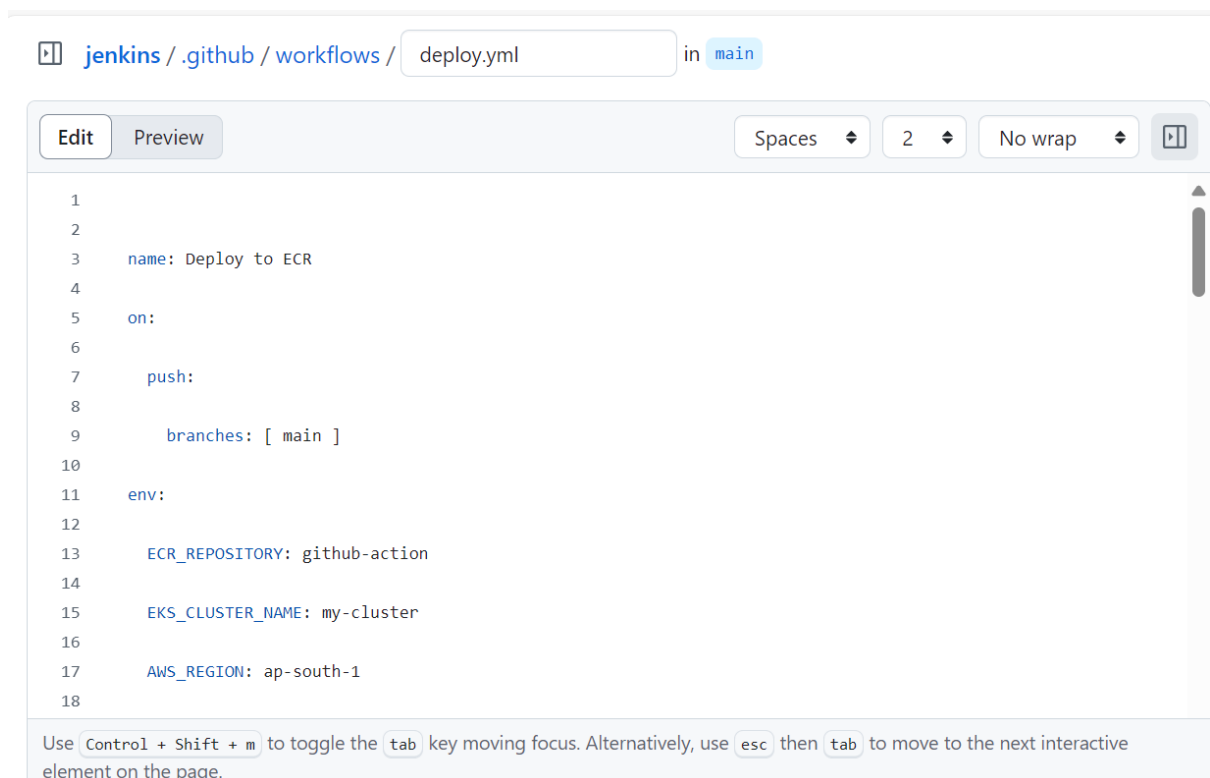 jenkins / .github / workflows / deploy.yml in main
Edit Preview Spaces 2 No wrap
1
2
3 name: Deploy to ECR
4
5 on:
6
7 push:
8
9 branches: [ main ]
10
11 env:
12
13 ECR_REPOSITORY: github-action
14
15 EKS_CLUSTER_NAME: my-cluster
16
17 AWS_REGION: ap-south-1
18
Use Control + Shift + m to toggle the tab key moving focus. Alternatively, use esc then tab to move to the next interactive
element on the page.